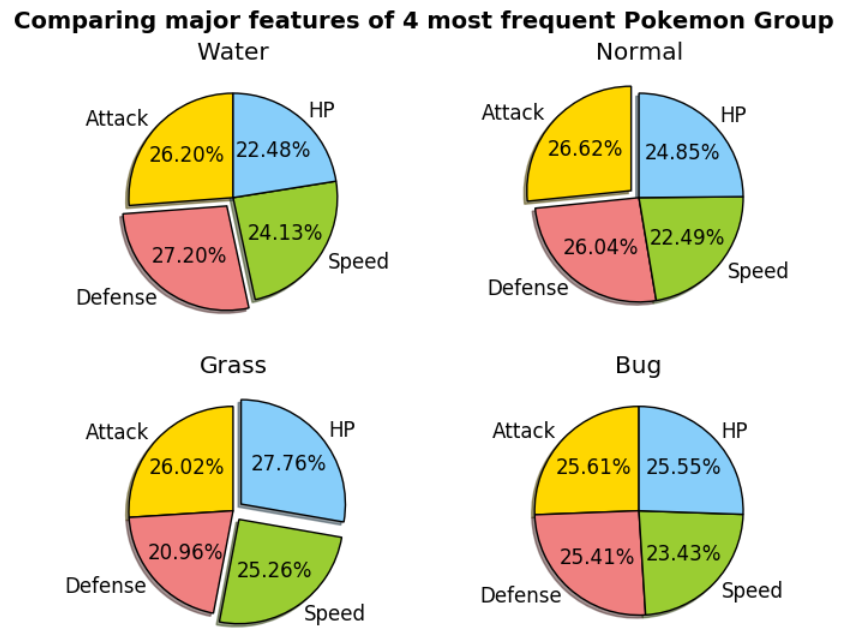 Comparing major features of 4 most frequent Pokemon Group
Water
Attack
HP
26.20%
22.48%
27.20%
24.13%
Defense
Speed
Normal
Attack
HP
26.62%
24.85%
26.04%
22.49%
Defense
Speed
Grass
Attack
HP
26.02%
27.76%
20.96%
25.26%
Defense
Speed
Bug
Attack
HP
25.61%
25.55%
25.41%
23.43%
Defense
Speed